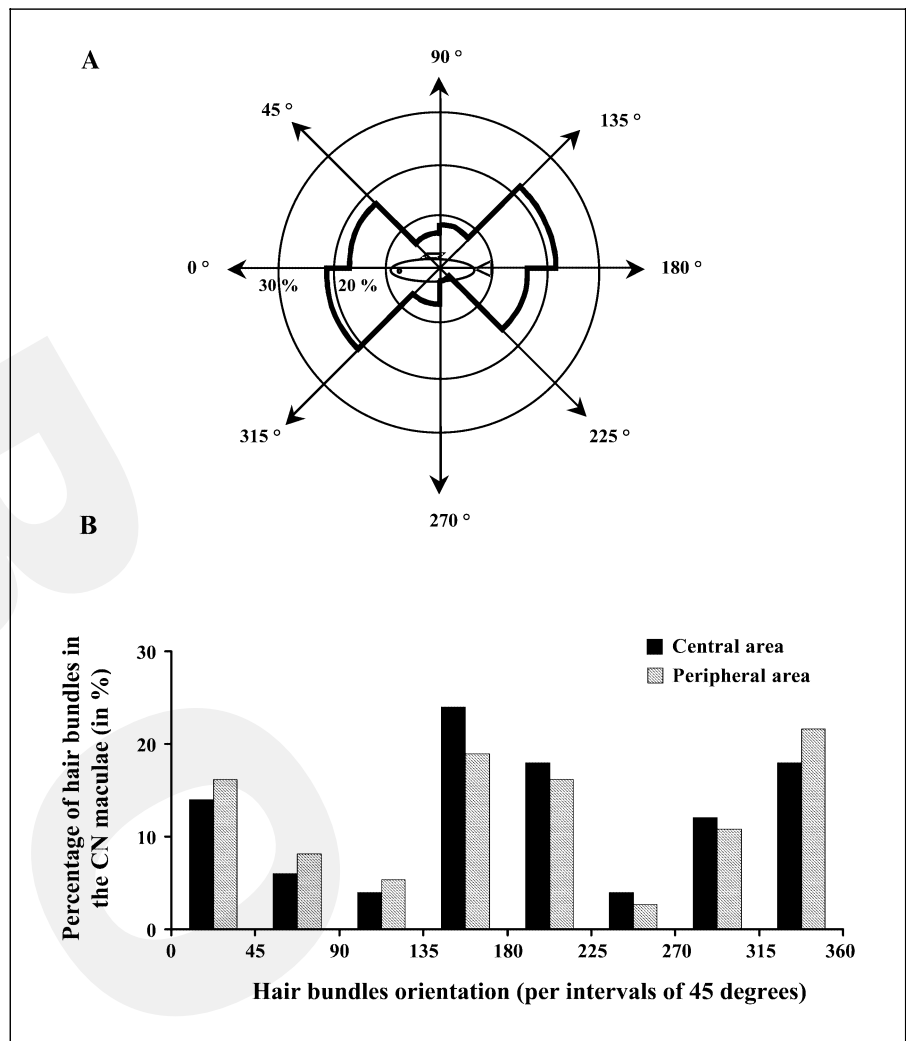 A
90 °
45 °
135 °
0 °
30 %
20 %
180 °
315 °
225 °
270 °
B
Percentage of hair bundles in
the CN maculae (in %)
30
20
10
0
Central area
Peripheral area
0 45 90 135 180 225 270 315 360
Hair bundles orientation (per intervals of 45 degrees)